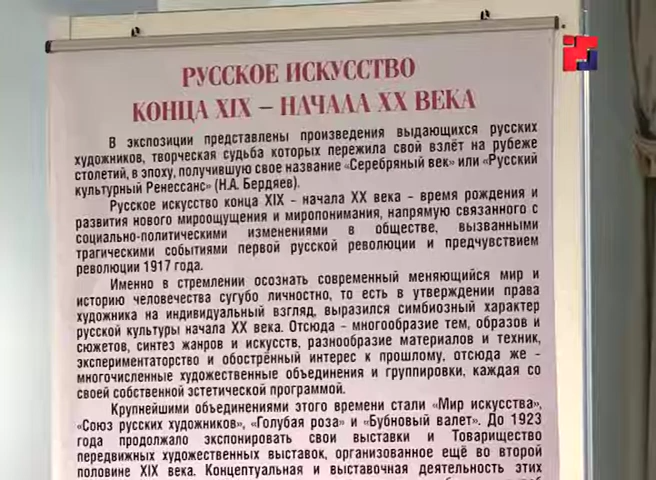 РУССКОЕ ИСКУССТВО
КОНЦА XIX – НАЧАЛА XX ВЕКА
В экспозиции представлены произведения выдающихся русских
художников, творческая судьба которых пережила свой взлёт на рубеже
столетий, в эпоху, получившую свое название «Серебряный век» или «Русский
культурный Ренессанс» (Н.А. Бердяев).
Русское искусство конца XIX - начала XX века - время рождения и
развития нового мироощущения и миропонимания, напрямую связанного с
социально-политическими изменениями в обществе, вызванными
трагическими событиями первой русской революции и предчувствием
революции 1917 года.
Именно в стремлении осознать современный меняющийся мир и
историю человечества сугубо личностно, то есть в утверждении права
художника на индивидуальный взгляд, выразился симбиозный характер
русской культуры начала XX века. Отсюда - многообразие тем, образов и
сюжетов, синтез жанров и искусств, разнообразие материалов и техник,
экспериментаторство и обострённый интерес к прошлому, отсюда же -
многочисленные художественные объединения и группировки, каждая со
своей собственной эстетической программой.
Крупнейшими объединениями этого времени стали «Мир искусства»,
«Союз русских художников», «Голубая роза» и «Бубновый валет». До 1923
года продолжало экспонировать свои выставки и Товарищество
передвижных художественных выставок, организованное ещё во второй
половине XIX века. Концептуальная и выставочная деятельность этих